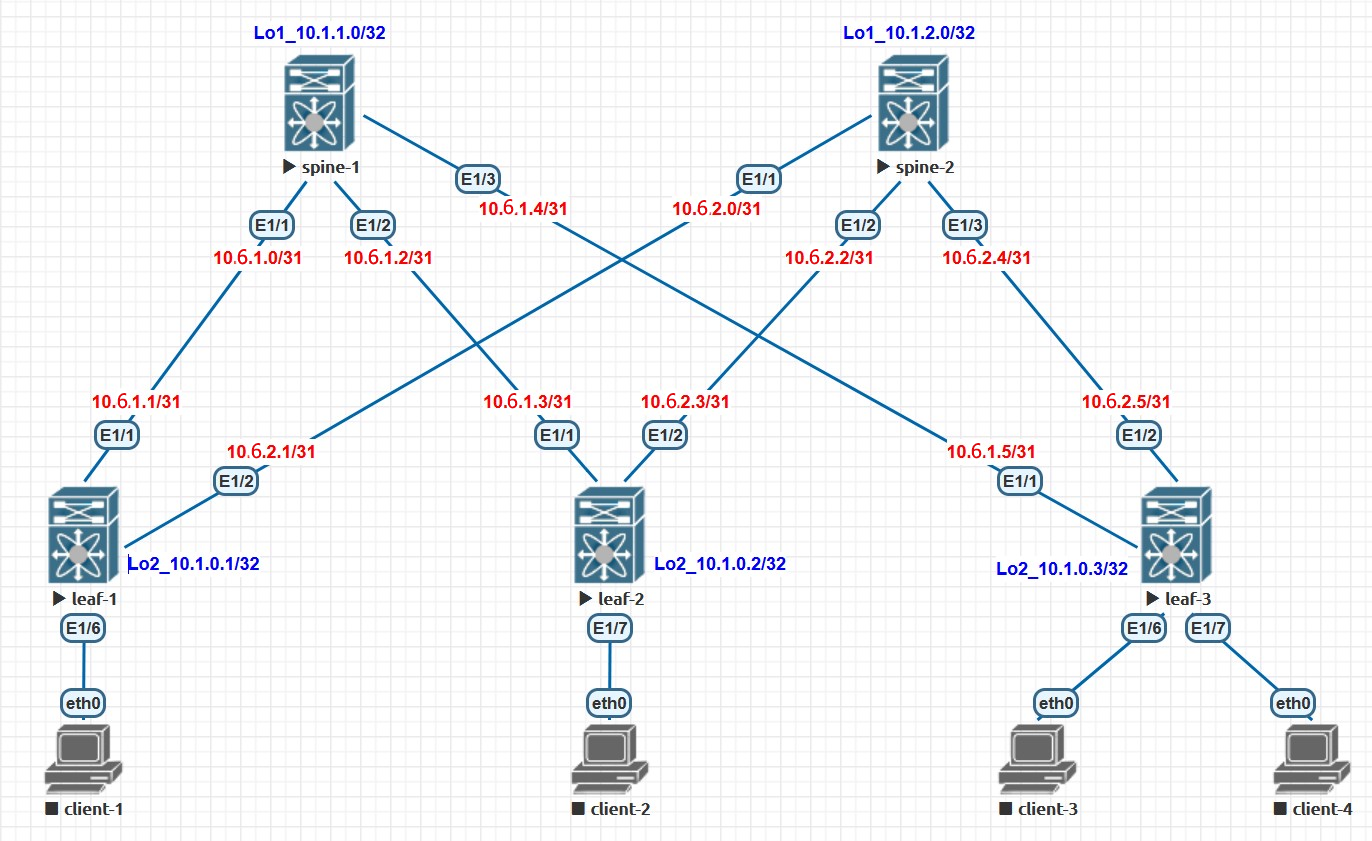 Lo1_10.1.1.0/32
Lo1_10.1.2.0/32
spine-1
spine-2
E1/3
E1/1
10.6.1.4/31
10.6.2.0/31
E1/1
E1/2
E1/2
E1/3
10.6.1.0/31
10.6.1.2/31
10.6.2.2/31
10.6.2.4/31
10.6.1.1/31
10.6.1.3/31
10.6.2.3/31
10.6.2.5/31
E1/1
E1/1
E1/2
E1/2
10.6.2.1/31
10.6.1.5/31
E1/2
E1/1
Lo2_10.1.0.1/32
Lo2_10.1.0.2/32
Lo2_10.1.0.3/32
leaf-1
leaf-2
leaf-3
E1/6
E1/7
E1/6
E1/7
eth0
eth0
eth0
eth0
client-1
client-2
client-3
client-4